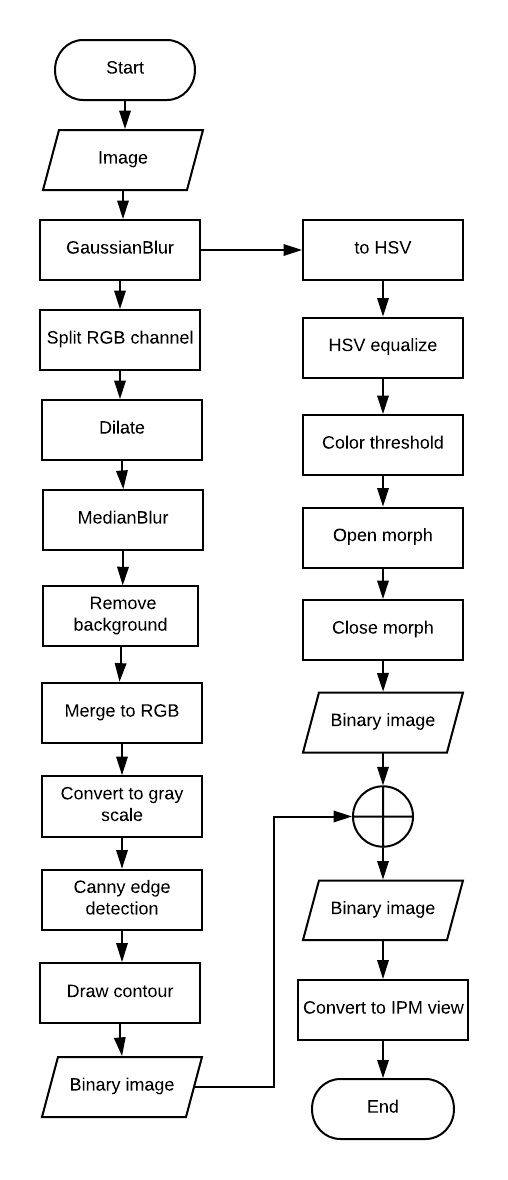 Start
Image
GaussianBlur
Split RGB channel
Dilate
MedianBlur
Remove
background
Merge to RGB
Convert to gray
scale
Canny edge
detection
Draw contour
Binary image
to HSV
HSV equalize
Color threshold
Open morph
Close morph
Binary image
Binary image
Convert to IPM view
End